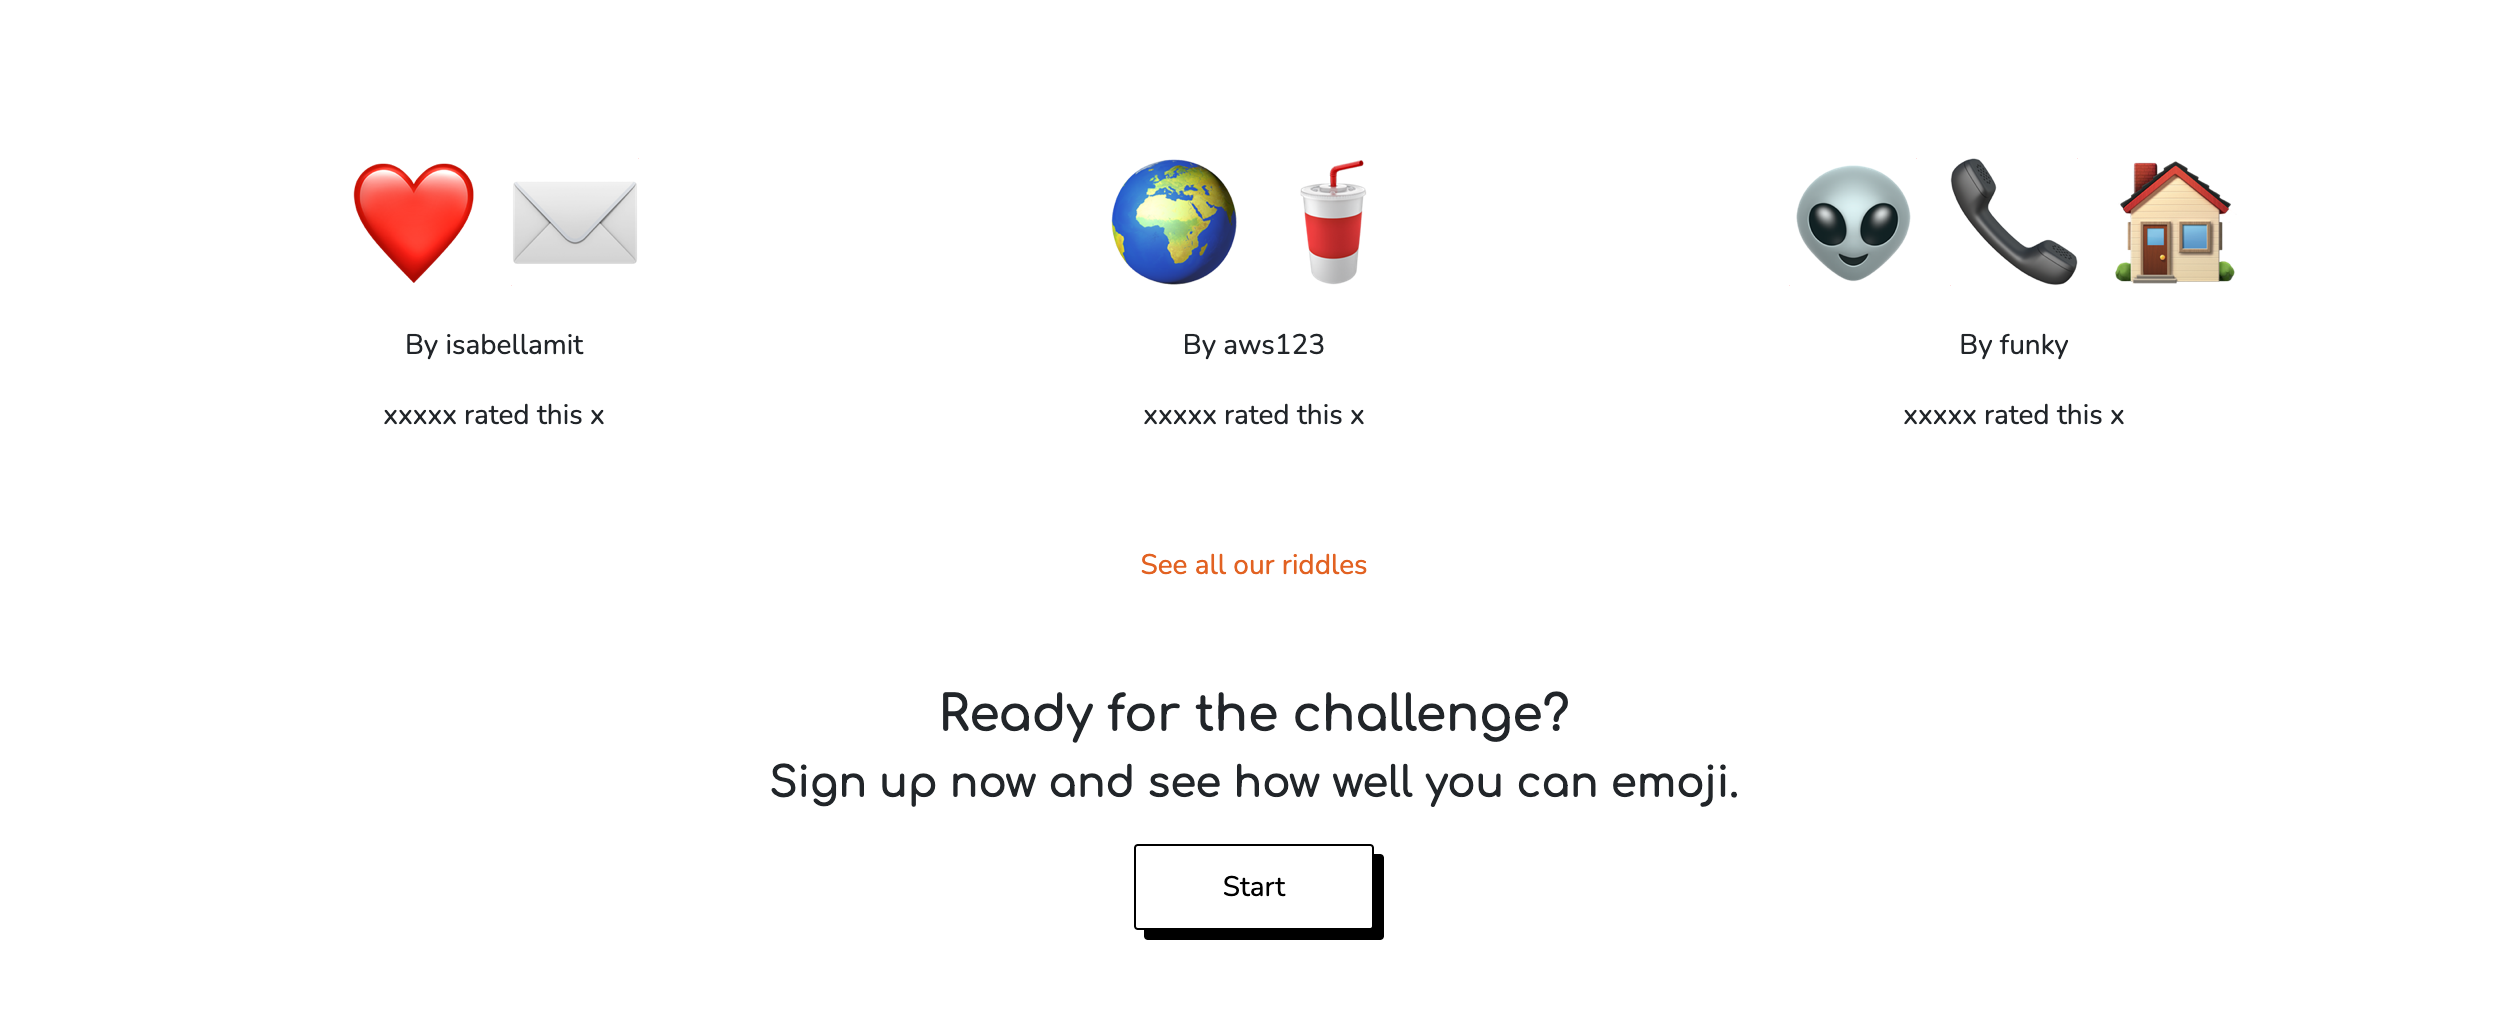 By isabellamit
By aws123
By funky
xxxxx rated this x
xxxxx rated this x
xxxxx rated this x
See all our riddles
Ready for the challenge?
Sign up now and see how well you can emoji.
Start